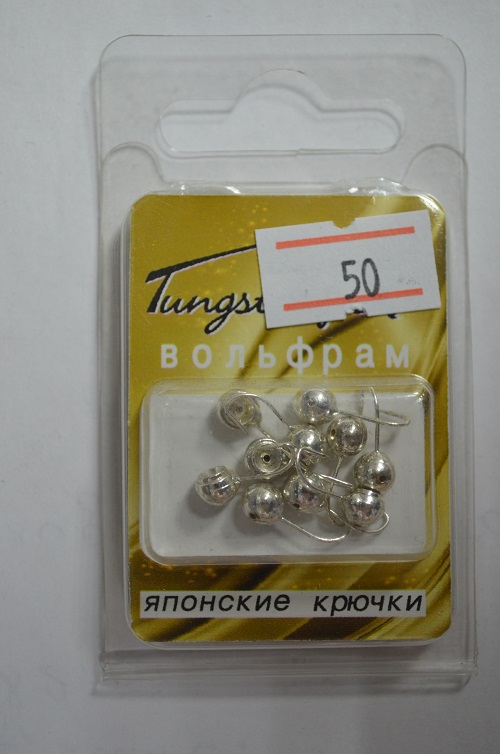 50
вольфрам
японские крючки